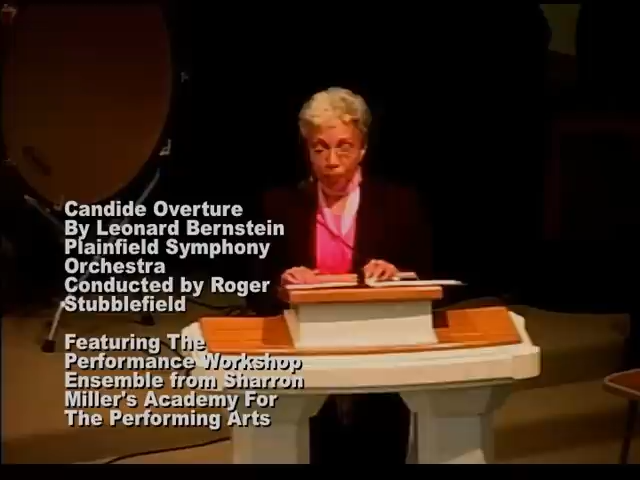 Candide Overture
By Leonard Bernstein
Plainfield Symphony
Orchestra
Conducted by Roger
Stubblefield
Featuring The
Performance Workshop
Ensemble from Sharron
Miller's Academy For
The Performing Arts